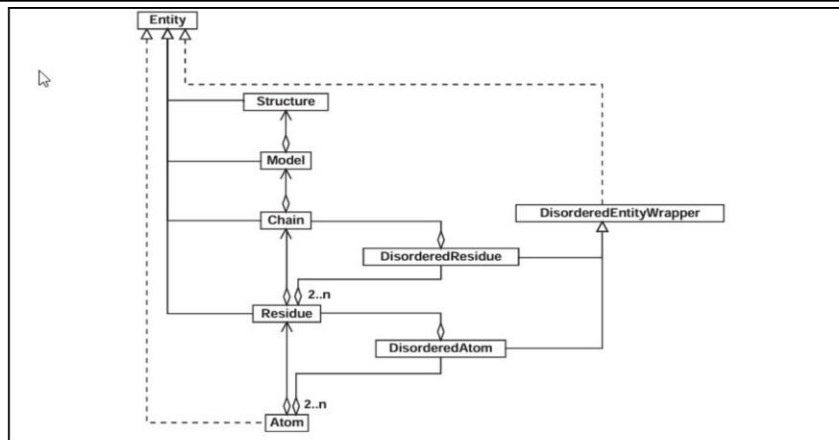 Entity
Structure
Model
Chain
DisorderedEntityWrapper
DisorderedResidue
2..n
Residue
DisorderedAtom
2..n
Atom